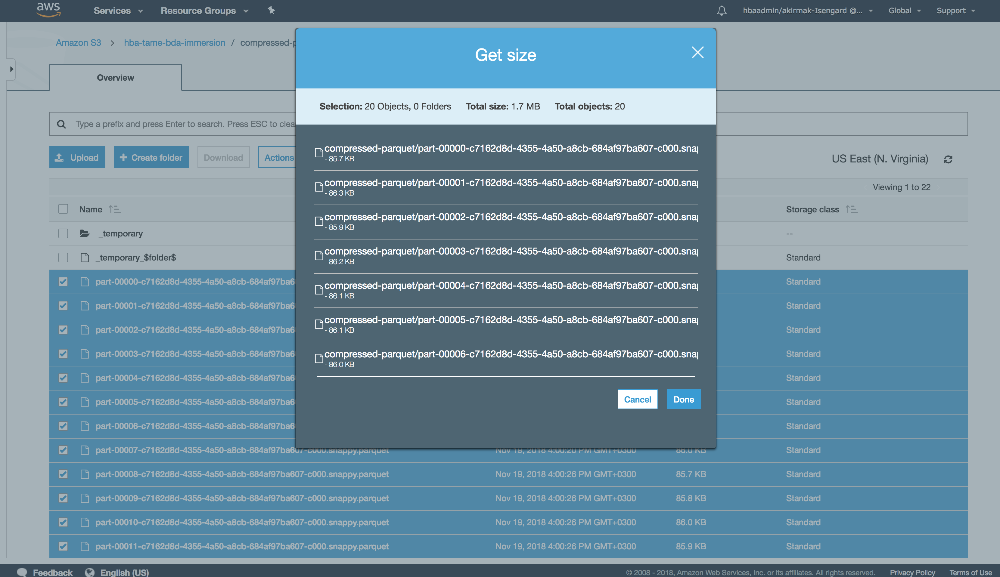 aws Services Resource Groups hbaadmin/akirmak-Isengard @... Global Support
Amazon S3 > hba-tame-bda-immersion / compressed-p
Overview
Type a prefix and press Enter to search. Press ESC to clea
Upload Create folder Download Actions
US East (N. Virginia)
Viewing 1 to 22
Name
Storage class
_temporary
--
_temporary_$folder$
Standard
part-00000-c7162d8d-4355-4a50-a8cb-684af97ba6
Standard
part-00001-c7162d8d-4355-4a50-a8cb-684af97ba6
Standard
part-00002-c7162d8d-4355-4a50-a8cb-684af97ba6
Standard
part-00003-c7162d8d-4355-4a50-a8cb-684af97ba6
Standard
part-00004-c7162d8d-4355-4a50-a8cb-684af97ba6
Standard
part-00005-c7162d8d-4355-4a50-a8cb-684af97ba6
Standard
part-00006-c7162d8d-4355-4a50-a8cb-684af97ba6
Standard
part-00007-c7162d8d-4355-4a50-a8cb-684af97ba607-c000.snappy.parquet Nov 19, 2018 4:00:20 PM GMT+0300 86.0 KB Standard
part-00008-c7162d8d-4355-4a50-a8cb-684af97ba607-c000.snappy.parquet Nov 19, 2018 4:00:26 PM GMT+0300 85.7 KB Standard
part-00009-c7162d8d-4355-4a50-a8cb-684af97ba607-c000.snappy.parquet Nov 19, 2018 4:00:26 PM GMT+0300 85.8 KB Standard
part-00010-c7162d8d-4355-4a50-a8cb-684af97ba607-c000.snappy.parquet Nov 19, 2018 4:00:26 PM GMT+0300 86.0 KB Standard
part-00011-c7162d8d-4355-4a50-a8cb-684af97ba607-c000.snappy.parquet Nov 19, 2018 4:00:26 PM GMT+0300 85.9 KB Standard
Get size
Selection: 20 Objects, 0 Folders Total size: 1.7 MB Total objects: 20
compressed-parquet/part-00000-c7162d8d-4355-4a50-a8cb-684af97ba607-c000.snap
- 85.7 KB
compressed-parquet/part-00001-c7162d8d-4355-4a50-a8cb-684af97ba607-c000.snap
- 86.3 KB
compressed-parquet/part-00002-c7162d8d-4355-4a50-a8cb-684af97ba607-c000.snap
- 85.9 KB
compressed-parquet/part-00003-c7162d8d-4355-4a50-a8cb-684af97ba607-c000.snap
- 86.2 KB
compressed-parquet/part-00004-c7162d8d-4355-4a50-a8cb-684af97ba607-c000.snap
- 86.1 KB
compressed-parquet/part-00005-c7162d8d-4355-4a50-a8cb-684af97ba607-c000.snap
- 86.1 KB
compressed-parquet/part-00006-c7162d8d-4355-4a50-a8cb-684af97ba607-c000.snap
- 86.0 KB
Cancel Done
Feedback English (US) © 2008 - 2018, Amazon Web Services, Inc. or its affiliates. All rights reserved. Privacy Policy Terms of Use